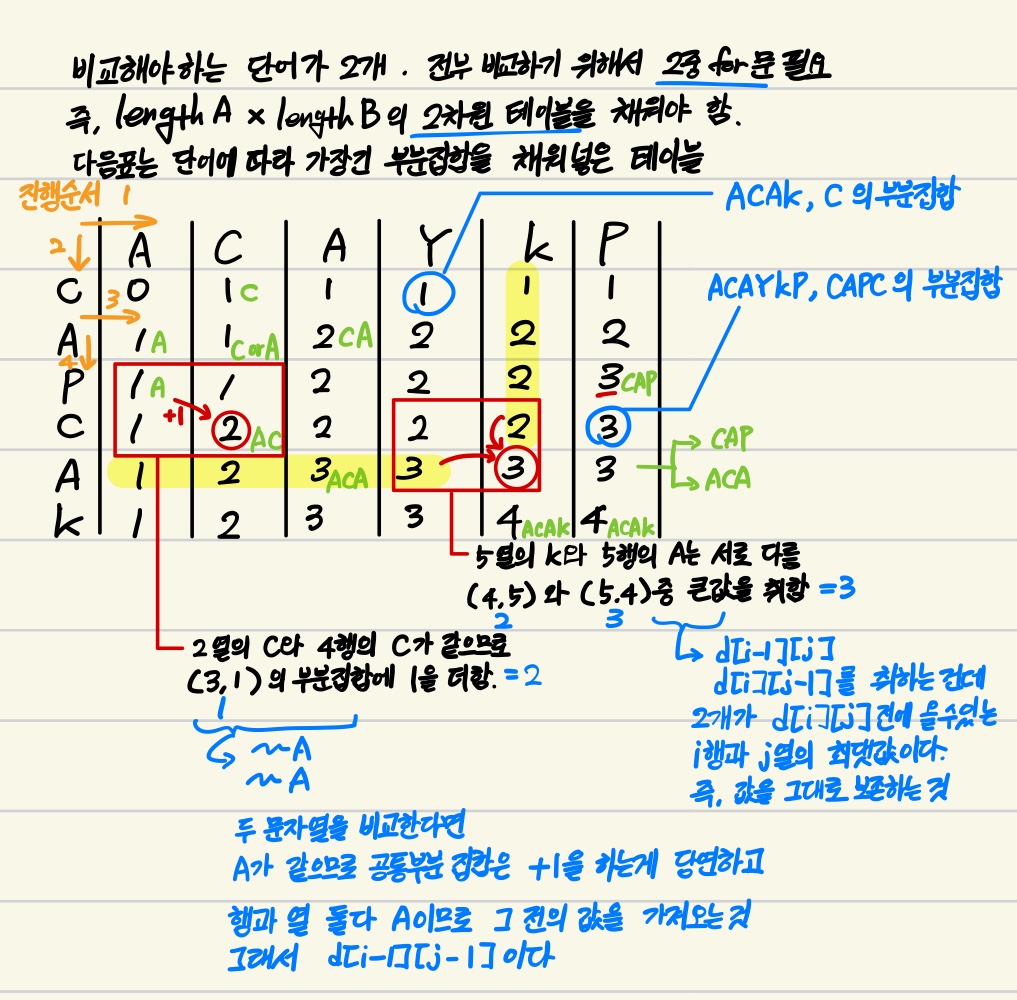 비교해야하는 단어가 2개. 전부 비교하기 위해서 2중 for문 필요
즉, length A × length B의 2차원 테이블을 채워야 함.
다음표는 단어에 따라 가장긴 부분집합을 채워넣은 테이블
진행순서 1
ACAk, C 의 부분집합
2 A C A Y k P
C 0 1 C 1 1 1 1
3
ACAYkP, CAPC 의 부분집합
A 1 A 1 C or A 2 CA 2 2 2
4
P 1 A 1 2 2 2 3 CAP
+1
C 1 2 AC 2 2 2 3
CAP
A 1 2 3 ACA 3 3 3
ACA
k 1 2 3 3 4 ACAk 4 ACAk
5열의 k와 5행의 A는 서로 다름
(4,5) 와 (5.4)중 큰값을 취함 =3
2 3
2열의 C와 4행의 C가 같으므로
(3,1)의 부분집합에 1을 더함. =2
1
~A
~A
d[i-1][j]
d[i][j-1]를 취하는건데
2개가 d[i][j]전에 올수있는
i행과 j열의 최댓값이다.
즉, 값을 그대로 보존하는 것
두 문자열을 비교한다면
A가 같으므로 공통부분 집합은 +1을 하는게 당연하고
행과 열 둘다 A이므로 그 전의 값을 가져오는것
그래서 d[i-1][j-1] 이다